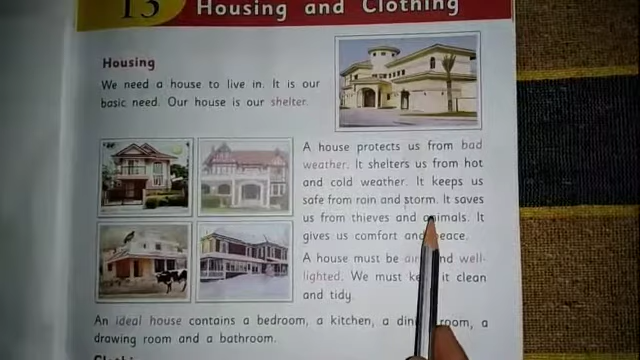 13 Housing and Clothing
Housing
We need a house to live in. It is our
basic need. Our house is our shelter.
A house protects us from bad
weather. It shelters us from hot
and cold weather. It keeps us
safe from rain and storm. It saves
us from thieves and animals. It
gives us comfort and peace.
A house must be and well-
lighted. We must it clean
and tidy.
An ideal house contains a bedroom, a kitchen, a room, a
drawing room and a bathroom.